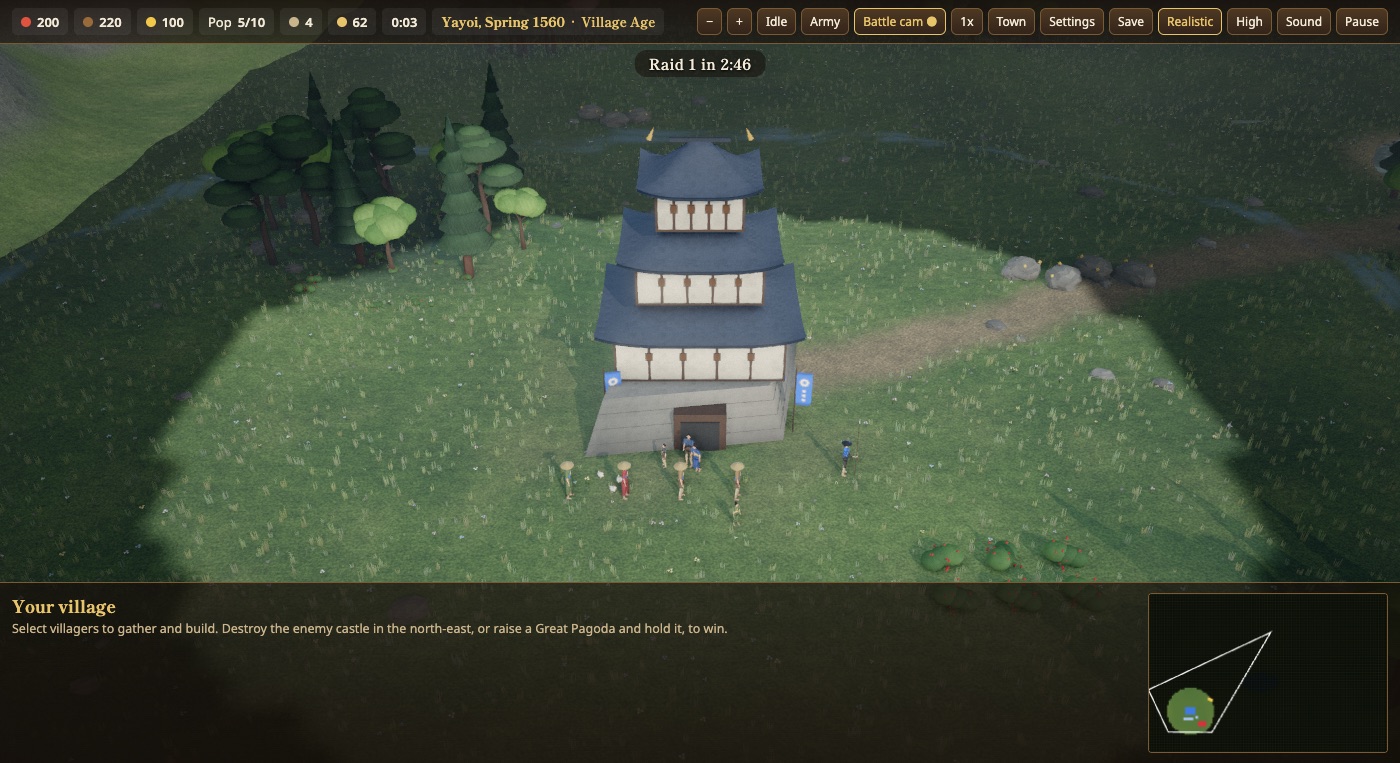 200 220 100 Pop 5/10 4 62 0:03 Yayoi, Spring 1560 · Village Age − + Idle Army Battle cam 1x Town Settings Save Realistic High Sound Pause
Raid 1 in 2:46
Your village
Select villagers to gather and build. Destroy the enemy castle in the north-east, or raise a Great Pagoda and hold it, to win.